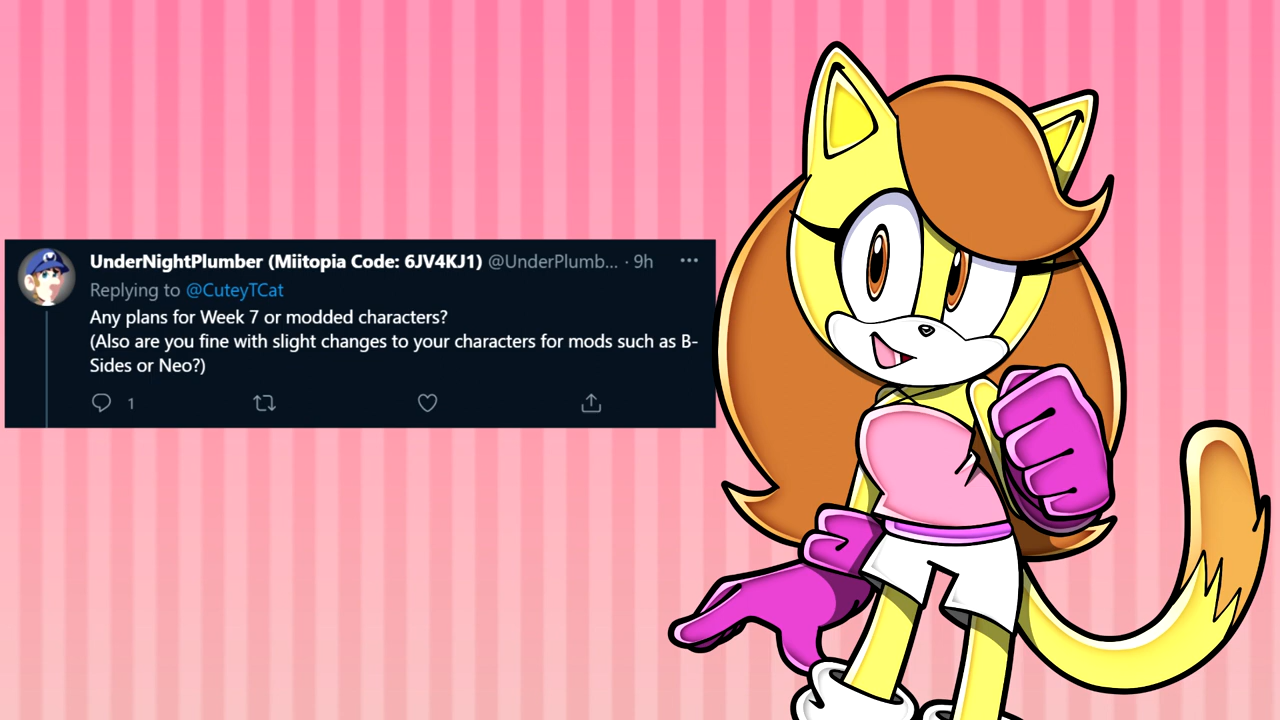 UnderNightPlumber (Miitopia Code: 6JV4KJ1) @UnderPlumb... · 9h
Replying to @CuteyTCat
Any plans for Week 7 or modded characters?
(Also are you fine with slight changes to your characters for mods such as B-
Sides or Neo?)
1